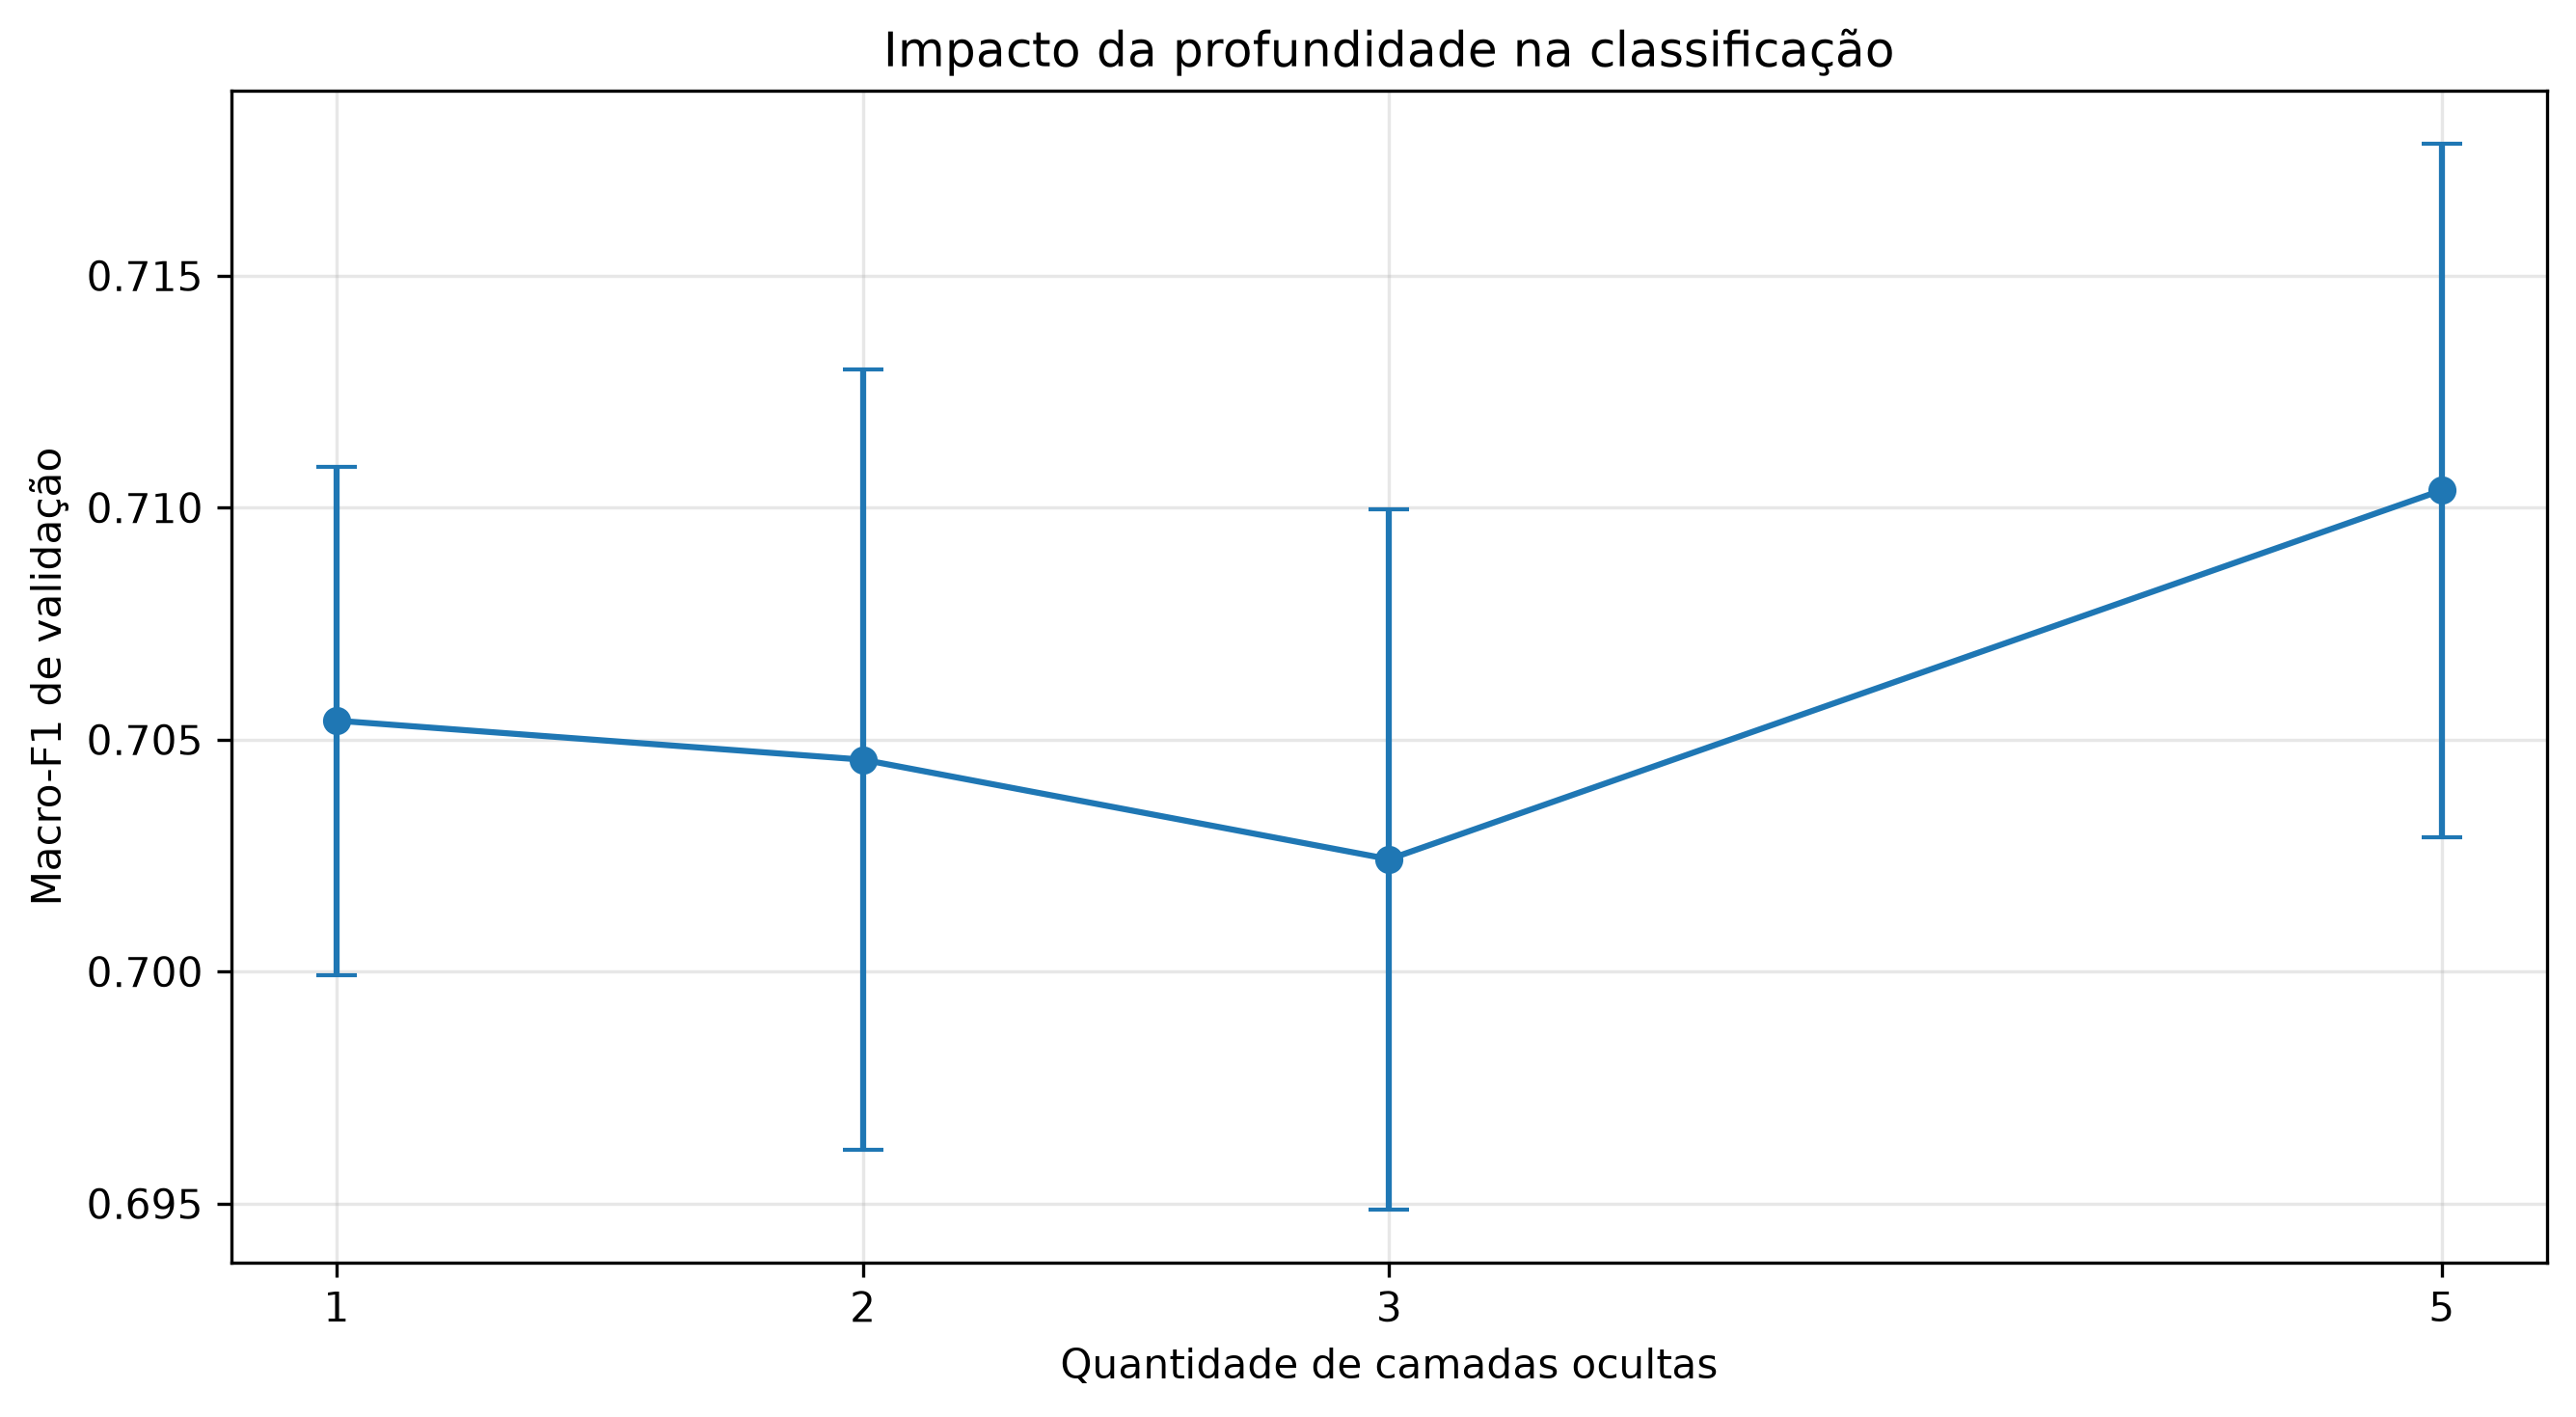 Impacto da profundidade na classificação
Macro-F1 de validação
0.715
0.710
0.705
0.700
0.695
1 2 3 5
Quantidade de camadas ocultas